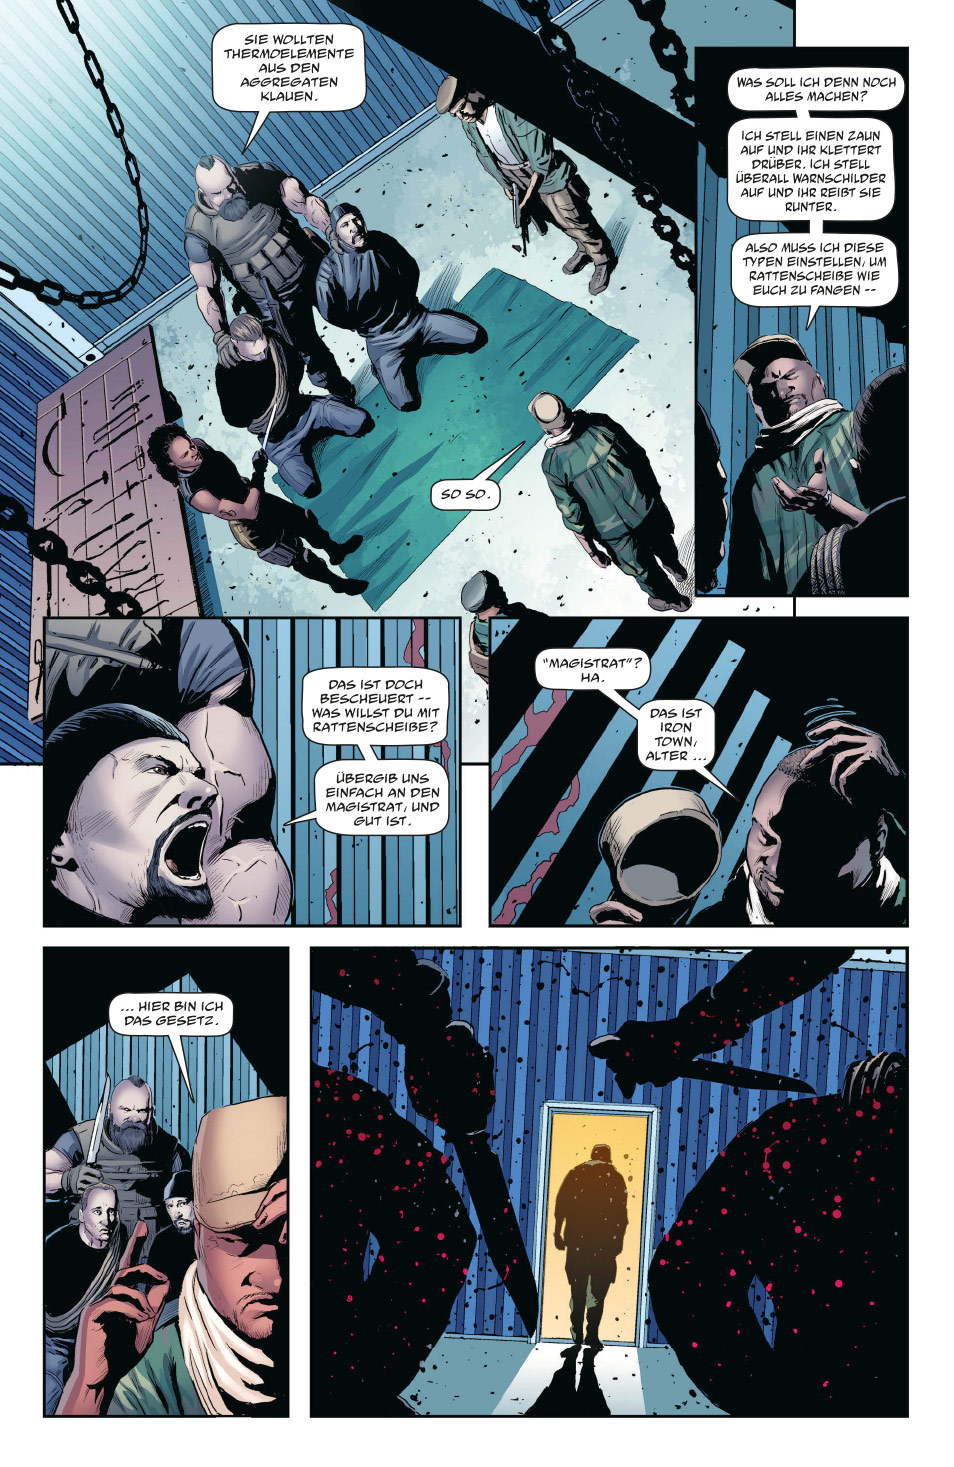 SIE WOLLTEN
THERMOELEMENTE
AUS DEN
AGGREGATEN
KLAUEN.
SO SO.
WAS SOLL ICH DENN NOCH
ALLES MACHEN?
ICH STELL EINEN ZAUN
AUF UND IHR KLETTERT
DRÜBER. ICH STELL
ÜBERALL WARNSCHILDER
AUF UND IHR REIẞT SIE
RUNTER.
ALSO MUSS ICH DIESE
TYPEN EINSTELLEN, UM
RATTENSCHEIẞE WIE
EUCH ZU FANGEN --
DAS IST DOCH
BESCHEUERT --
WAS WILLST DU MIT
RATTENSCHEIẞE?
ÜBERGIB UNS
EINFACH AN DEN
MAGISTRAT, UND
GUT IST.
"MAGISTRAT"?
HA.
DAS IST
IRON
TOWN,
ALTER ...
... HIER BIN ICH
DAS GESETZ.